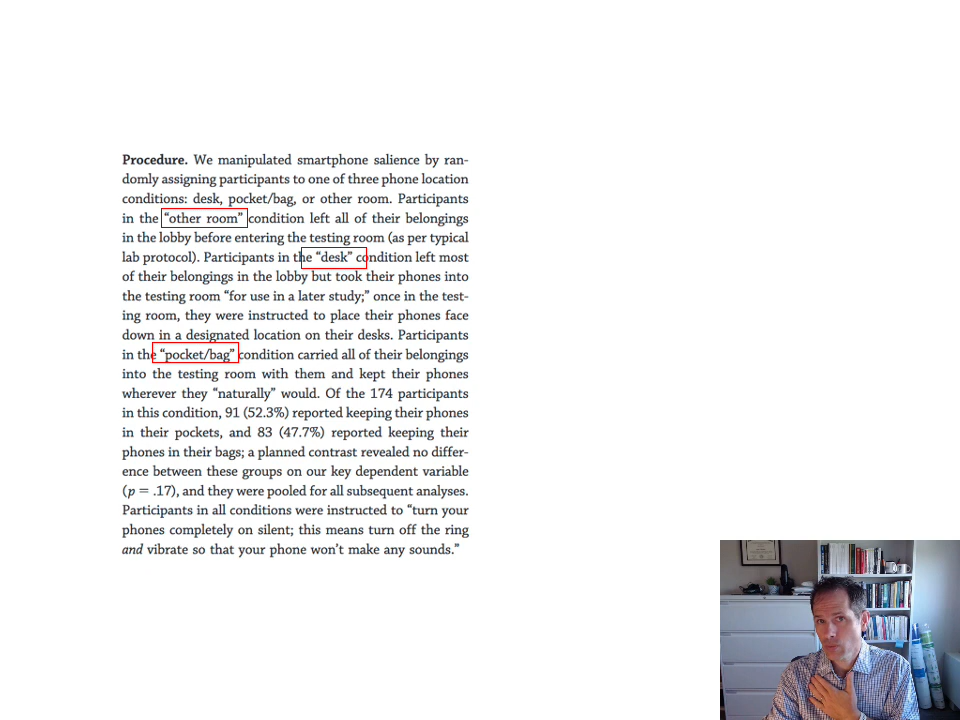 Procedure. We manipulated smartphone salience by ran-
domly assigning participants to one of three phone location
conditions: desk, pocket/bag, or other room. Participants
in the “other room” condition left all of their belongings
in the lobby before entering the testing room (as per typical
lab protocol). Participants in the “desk” condition left most
of their belongings in the lobby but took their phones into
the testing room “for use in a later study;” once in the test-
ing room, they were instructed to place their phones face
down in a designated location on their desks. Participants
in the “pocket/bag” condition carried all of their belongings
into the testing room with them and kept their phones
wherever they “naturally” would. Of the 174 participants
in this condition, 91 (52.3%) reported keeping their phones
in their pockets, and 83 (47.7%) reported keeping their
phones in their bags; a planned contrast revealed no differ-
ence between these groups on our key dependent variable
(p = .17), and they were pooled for all subsequent analyses.
Participants in all conditions were instructed to “turn your
phones completely on silent; this means turn off the ring
and vibrate so that your phone won’t make any sounds.”